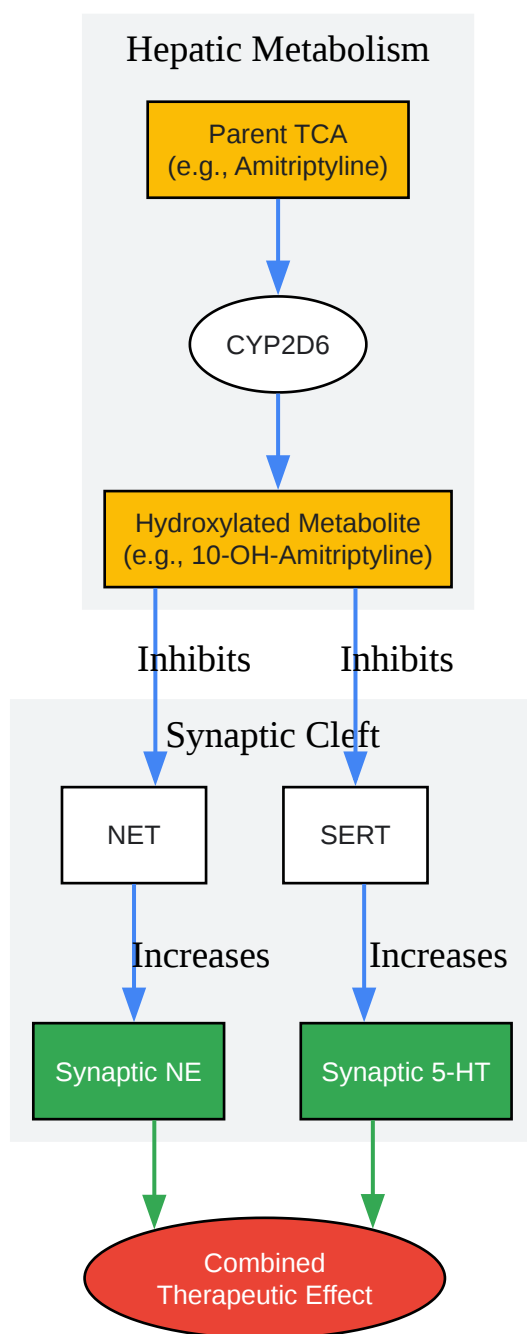 Hepatic Metabolism
Parent TCA
(e.g., Amitriptyline)
CYP2D6
Hydroxylated Metabolite
(e.g., 10-OH-Amitriptyline)
Inhibits
Inhibits
Synaptic Cleft
NET
SERT
Increases
Increases
Synaptic NE
Synaptic 5-HT
Combined
Therapeutic Effect